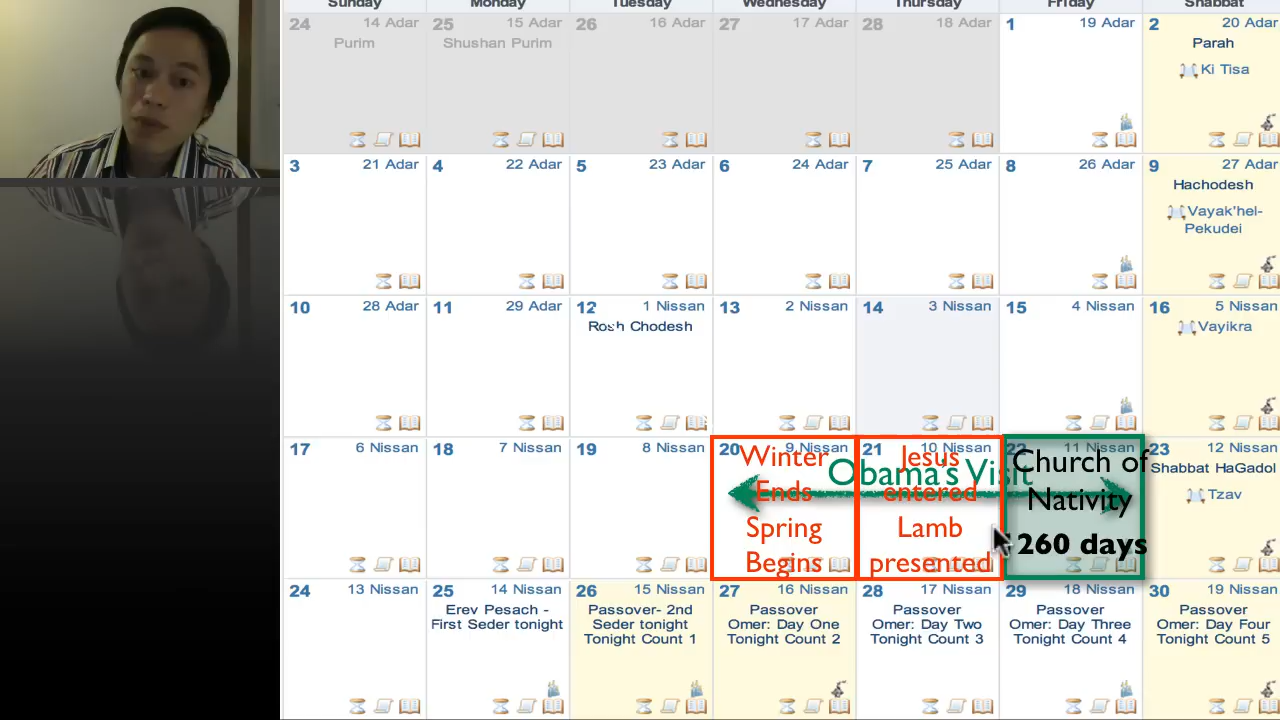 Sunday Monday Tuesday Wednesday Thursday Friday Shabbat
24 14 Adar
Purim
25 15 Adar
Shushan Purim
26 16 Adar
27 17 Adar
28 18 Adar
1 19 Adar
2 20 Adar
Parah
Ki Tisa
3 21 Adar
4 22 Adar
5 23 Adar
6 24 Adar
7 25 Adar
8 26 Adar
9 27 Adar
Hachodesh
Vayak'hel-
Pekudei
10 28 Adar
11 29 Adar
12 1 Nissan
Rosh Chodesh
13 2 Nissan
14 3 Nissan
15 4 Nissan
16 5 Nissan
Vayikra
17 6 Nissan
18 7 Nissan
19 8 Nissan
20 9 Nissan
Winter
Ends
Spring
Begins
21 10 Nissan
Jesus
entered
Lamb
presented
Obama's Visit
22 11 Nissan
Church of
Nativity
260 days
23 12 Nissan
Shabbat HaGadol
Tzav
24 13 Nissan
25 14 Nissan
Erev Pesach -
First Seder tonight
26 15 Nissan
Passover- 2nd
Seder tonight
Tonight Count 1
27 16 Nissan
Passover
Omer: Day One
Tonight Count 2
28 17 Nissan
Passover
Omer: Day Two
Tonight Count 3
29 18 Nissan
Passover
Omer: Day Three
Tonight Count 4
30 19 Nissan
Passover
Omer: Day Four
Tonight Count 5